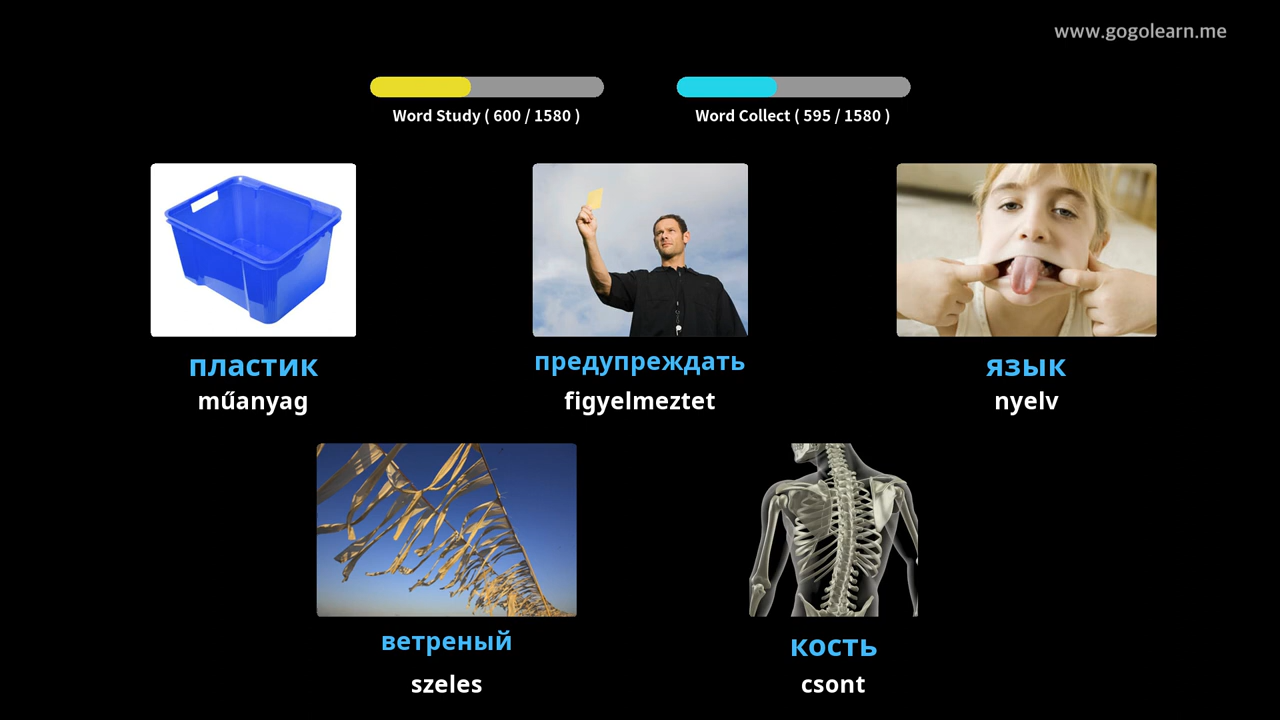 www.gogolearn.me
Word Study ( 600 / 1580 )
Word Collect ( 595 / 1580 )
пластик
műanyag
предупреждать
figyelmeztet
язык
nyelv
ветреный
szeles
кость
csont